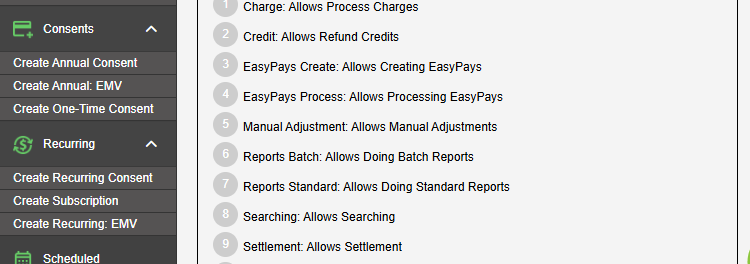 Consents
Create Annual Consent
Create Annual: EMV
Create One-Time Consent
Recurring
Create Recurring Consent
Create Subscription
Create Recurring: EMV
Scheduled
1 Charge: Allows Process Charges
2 Credit: Allows Refund Credits
3 EasyPays Create: Allows Creating EasyPays
4 EasyPays Process: Allows Processing EasyPays
5 Manual Adjustment: Allows Manual Adjustments
6 Reports Batch: Allows Doing Batch Reports
7 Reports Standard: Allows Doing Standard Reports
8 Searching: Allows Searching
9 Settlement: Allows Settlement